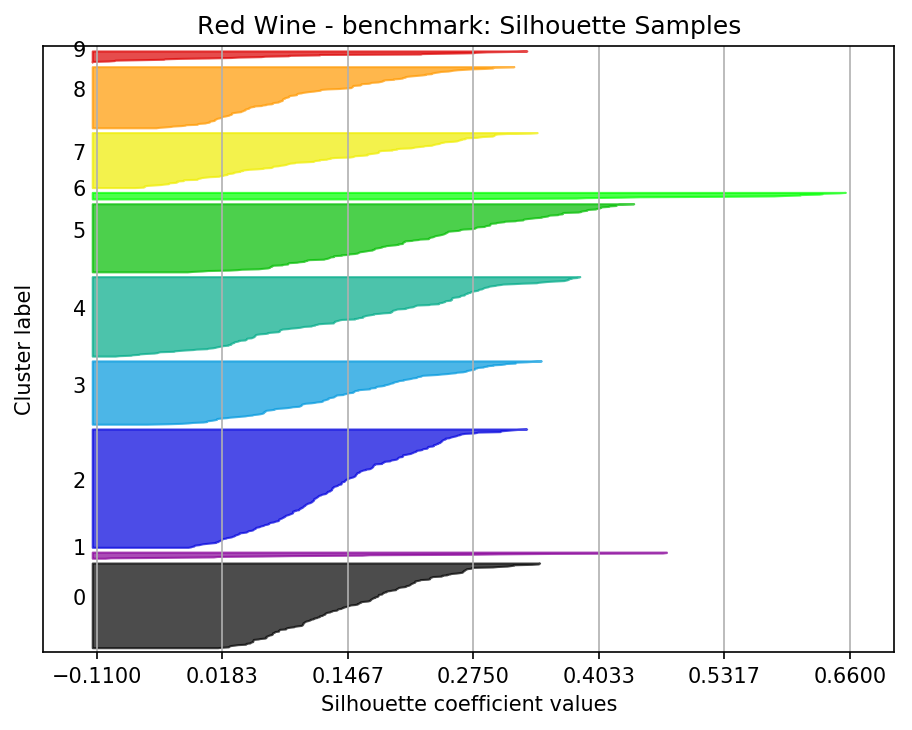 Red Wine - benchmark: Silhouette Samples
9
8
7
6
5
4
3
2
1
0
Cluster label
−0.1100 0.0183 0.1467 0.2750 0.4033 0.5317 0.6600
Silhouette coefficient values